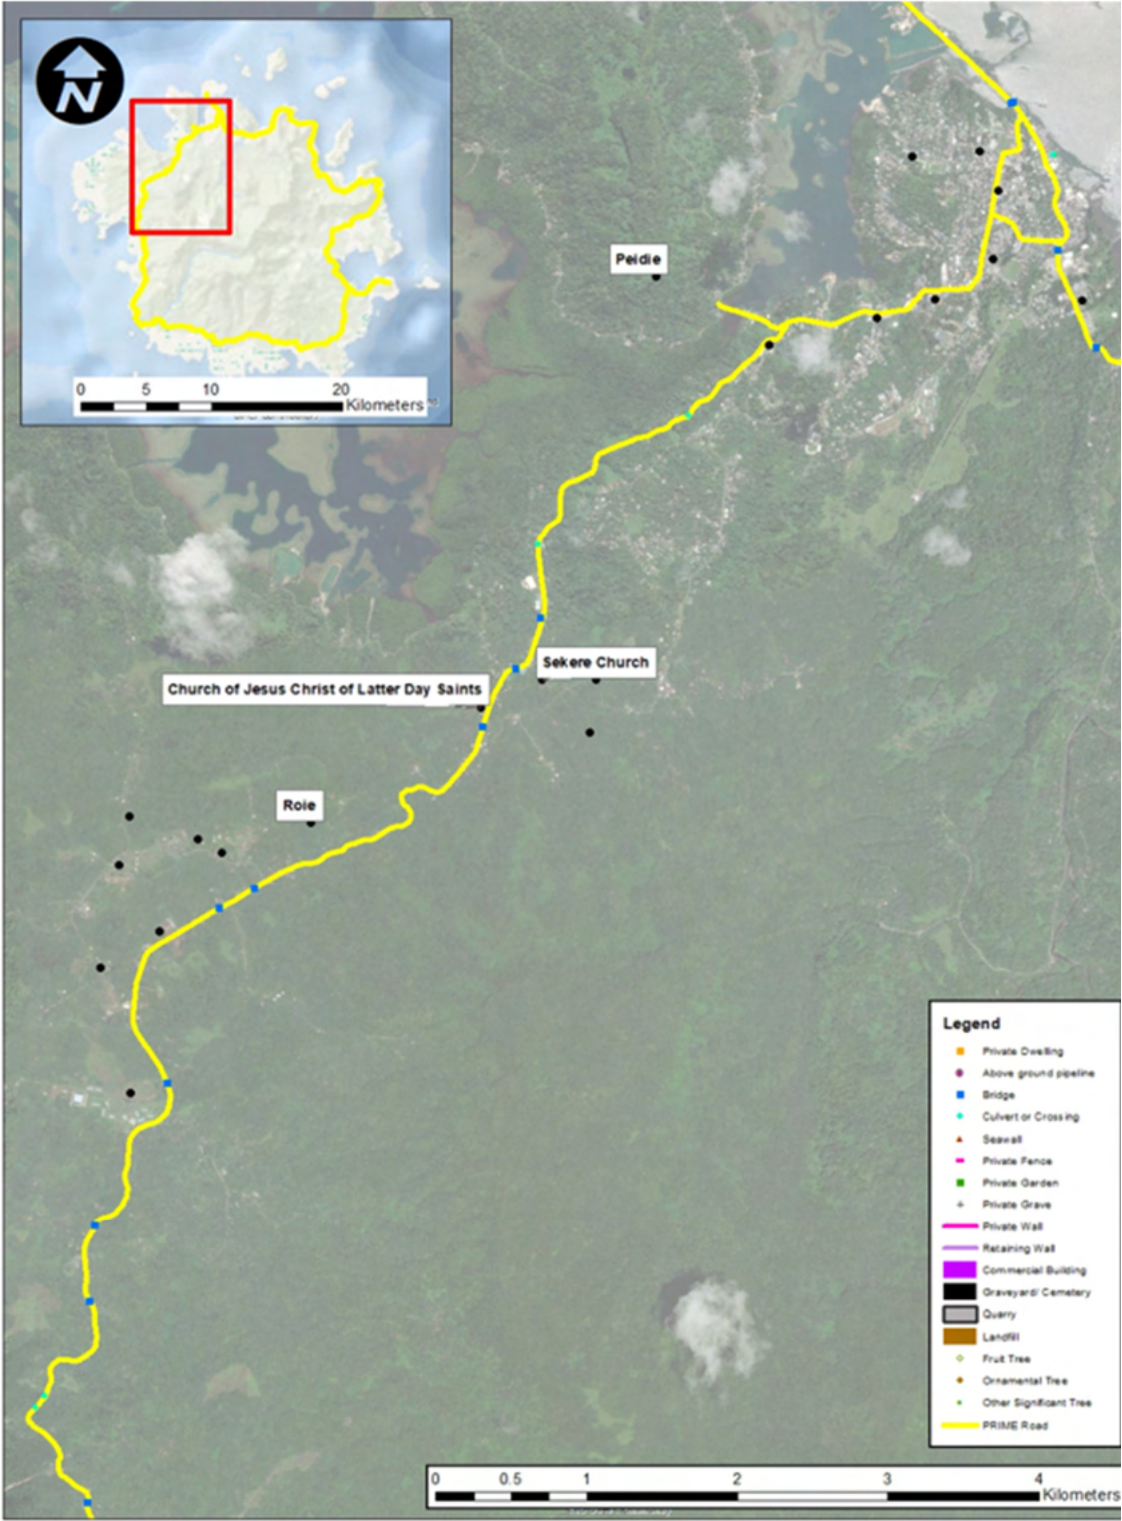 N
0 5 10 20
Kilometers
Peidie
Sekere Church
Church of Jesus Christ of Latter Day Saints
Roie
Legend
Private Dwelling
Above ground pipeline
Bridge
Culvert or Crossing
Seawall
Private Fence
Private Garden
Private Grave
Private Wall
Retaining Wall
Commercial Building
Graveyard/ Cemetery
Quarry
Landfill
Fruit Tree
Ornamental Tree
Other Significant Tree
PRIME Road
0 0.5 1 2 3 4
Kilometers